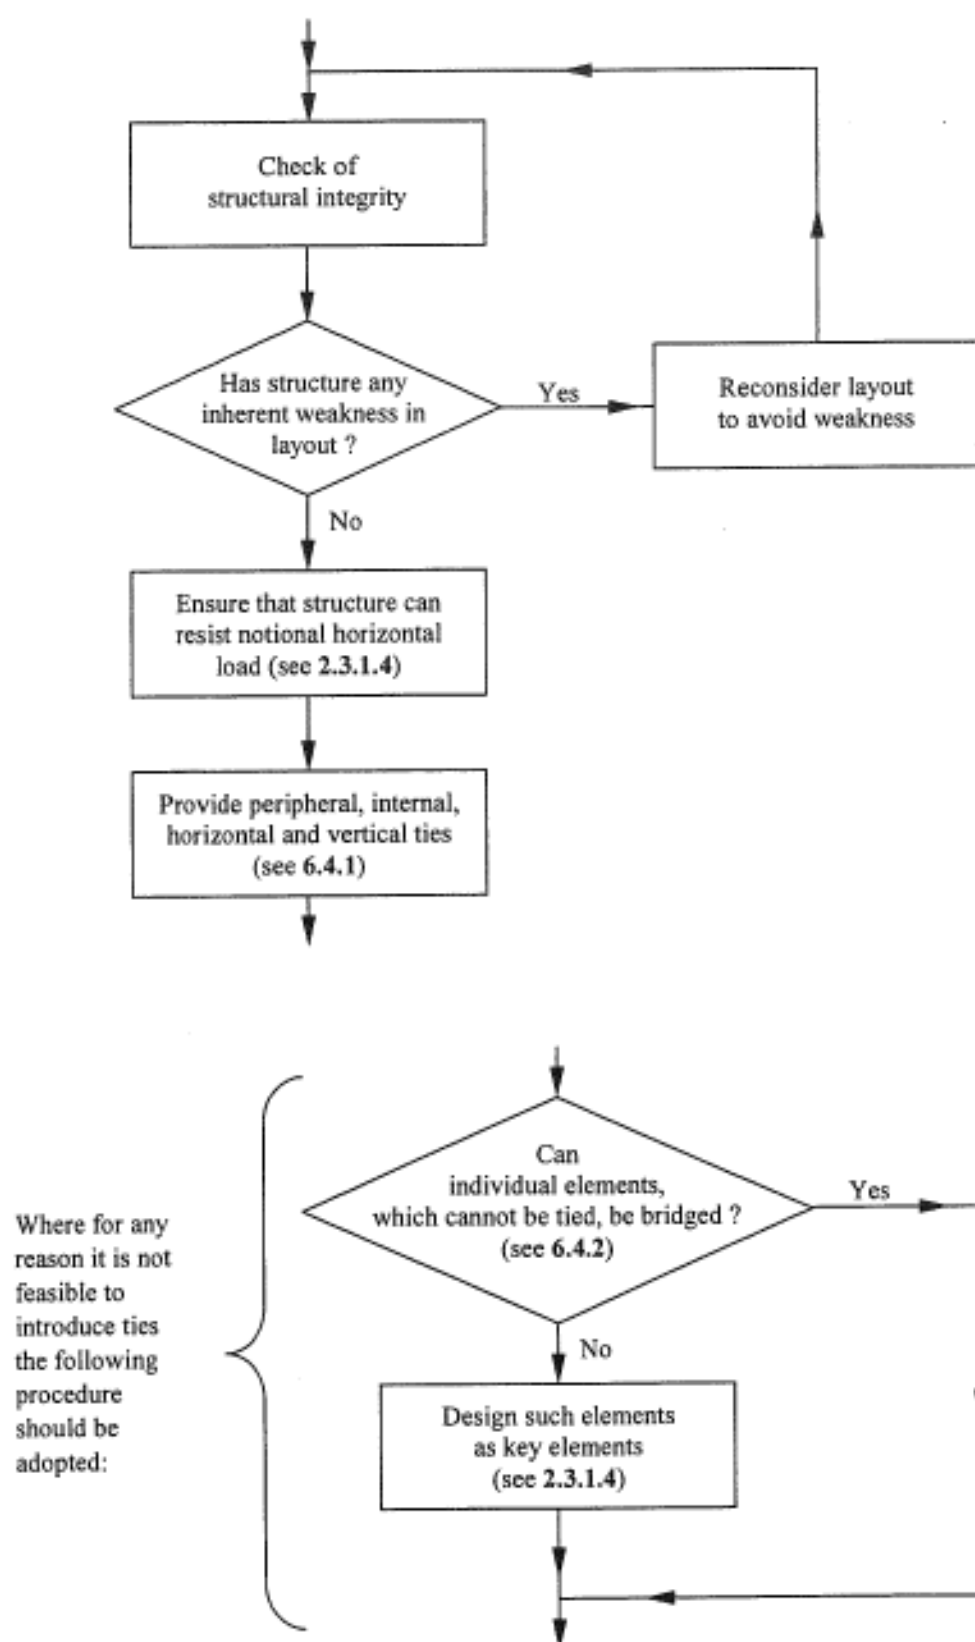 Check of
structural integrity
Has structure any
inherent weakness in
layout ?
Yes
Reconsider layout
to avoid weakness
No
Ensure that structure can
resist notional horizontal
load (see 2.3.1.4)
Provide peripheral, internal,
horizontal and vertical ties
(see 6.4.1)
Where for any
reason it is not
feasible to
introduce ties
the following
procedure
should be
adopted:
Can
individual elements,
which cannot be tied, be bridged ?
(see 6.4.2)
Yes
No
Design such elements
as key elements
(see 2.3.1.4)